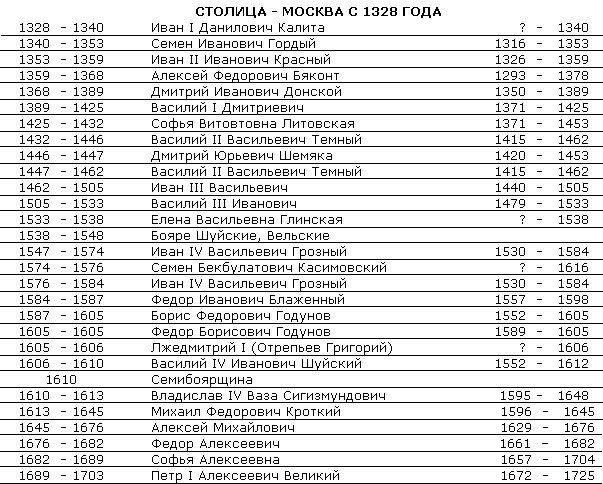 СТОЛИЦА - МОСКВА С 1328 ГОДА
1328 - 1340 Иван I Данилович Калита ? - 1340
1340 - 1353 Семен Иванович Гордый 1316 - 1353
1353 - 1359 Иван II Иванович Красный 1326 - 1359
1359 - 1368 Алексей Федорович Бяконт 1293 - 1378
1368 - 1389 Дмитрий Иванович Донской 1350 - 1389
1389 - 1425 Василий I Дмитриевич 1371 - 1425
1425 - 1432 Софья Витовтовна Литовская 1371 - 1453
1432 - 1446 Василий II Васильевич Темный 1415 - 1462
1446 - 1447 Дмитрий Юрьевич Шемяка 1420 - 1453
1447 - 1462 Василий II Васильевич Темный 1415 - 1462
1462 - 1505 Иван III Васильевич 1440 - 1505
1505 - 1533 Василий III Иванович 1479 - 1533
1533 - 1538 Елена Васильевна Глинская ? - 1538
1538 - 1548 Бояре Шуйские, Вельские
1547 - 1574 Иван IV Васильевич Грозный 1530 - 1584
1574 - 1576 Семен Бекбулатович Касимовский ? - 1616
1576 - 1584 Иван IV Васильевич Грозный 1530 - 1584
1584 - 1587 Федор Иванович Блаженный 1557 - 1598
1587 - 1605 Борис Федорович Годунов 1552 - 1605
1605 - 1605 Федор Борисович Годунов 1589 - 1605
1605 - 1606 Лжедмитрий I (Отрепьев Григорий) ? - 1606
1606 - 1610 Василий IV Иванович Шуйский 1552 - 1612
1610 Семибоярщина
1610 - 1613 Владислав IV Ваза Сигизмундович 1595 - 1648
1613 - 1645 Михаил Федорович Кроткий 1596 - 1645
1645 - 1676 Алексей Михайлович 1629 - 1676
1676 - 1682 Федор Алексеевич 1661 - 1682
1682 - 1689 Софья Алексеевна 1657 - 1704
1689 - 1703 Петр I Алексеевич Великий 1672 - 1725